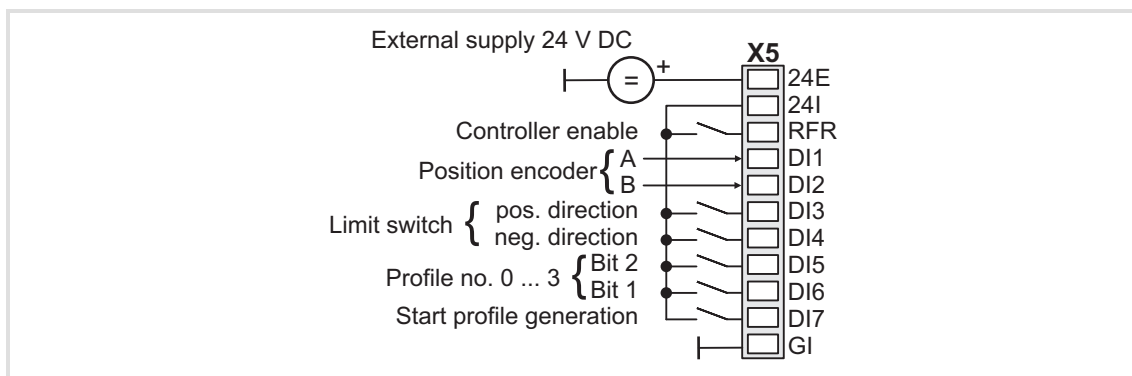 External supply 24 V DC
X5
= + 24E
24I
Controller enable RFR
Position encoder { A DI1
B DI2
Limit switch { pos. direction DI3
neg. direction DI4
Profile no. 0 ... 3 { Bit 2 DI5
Bit 1 DI6
Start profile generation DI7
GI